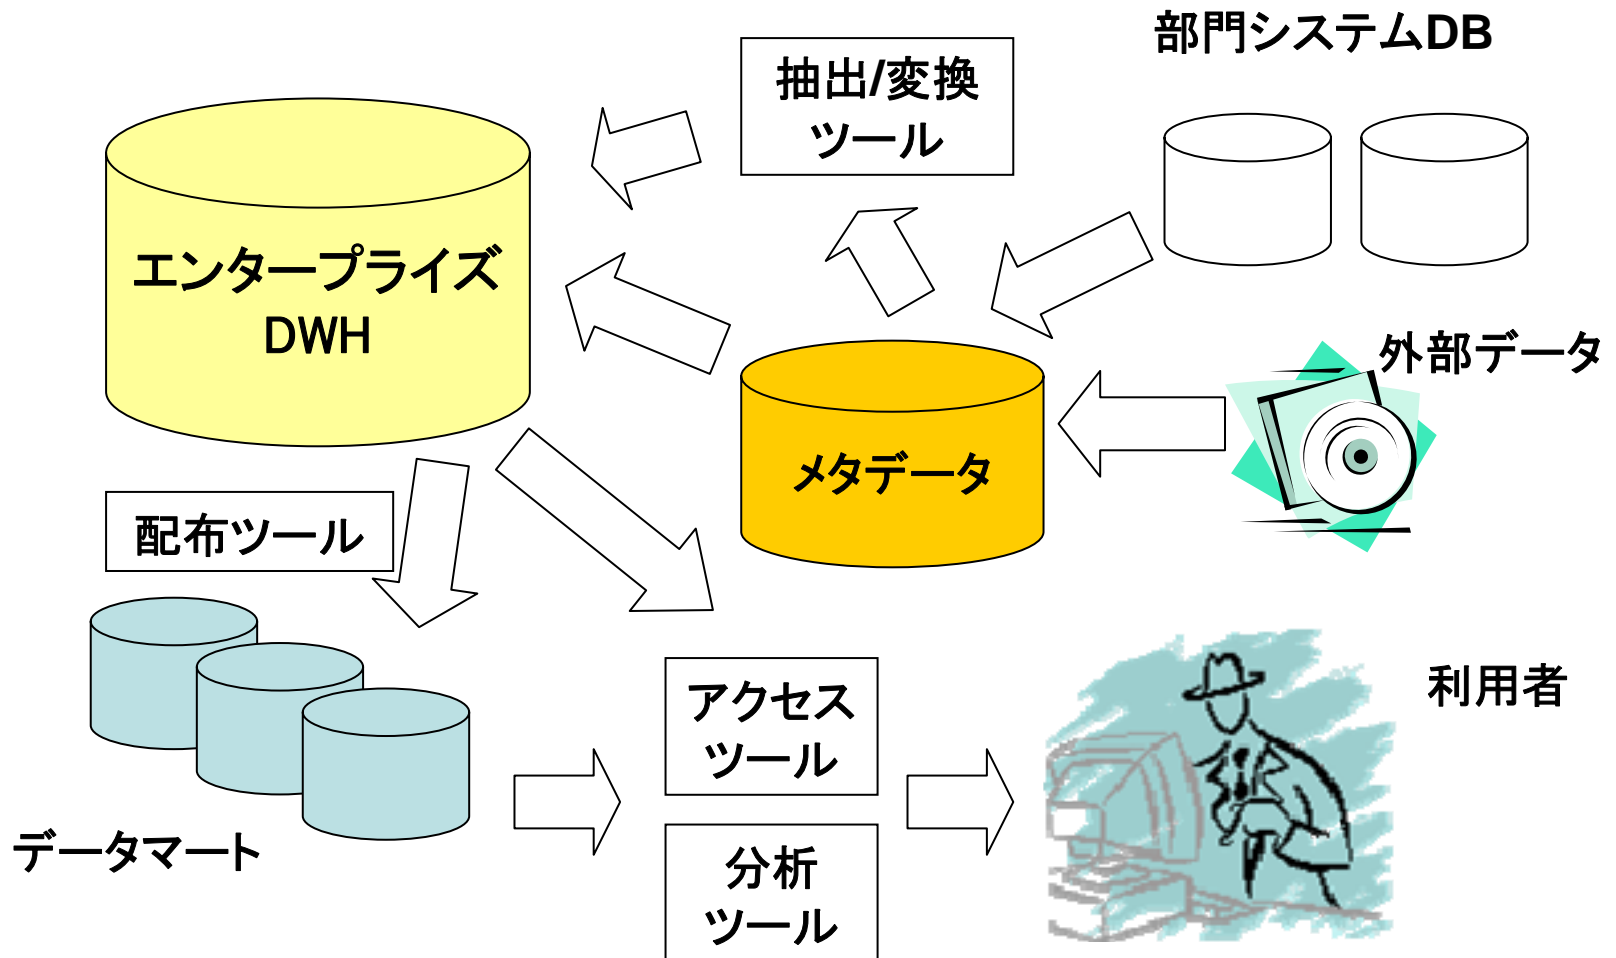 部門システムDB
抽出/変換
ツール
エンタープライズ
DWH
外部データ
メタデータ
配布ツール
アクセス
ツール
利用者
データマート
分析
ツール